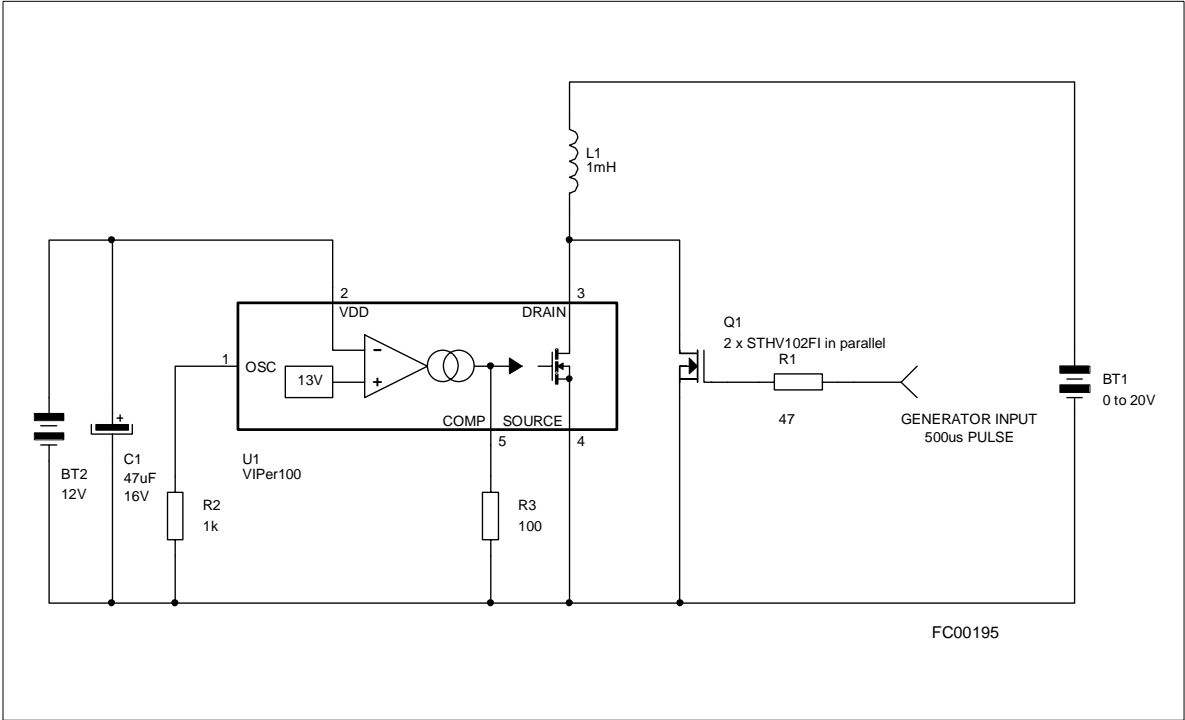 L1
1mH
2
VDD
3
DRAIN
1
OSC
13V
-
+
COMP
SOURCE
5
4
U1
VIPer100
Q1
2 x STHV102FI in parallel
R1
47
GENERATOR INPUT
500us PULSE
BT1
0 to 20V
BT2
12V
+
C1
47uF
16V
R2
1k
R3
100
FC00195